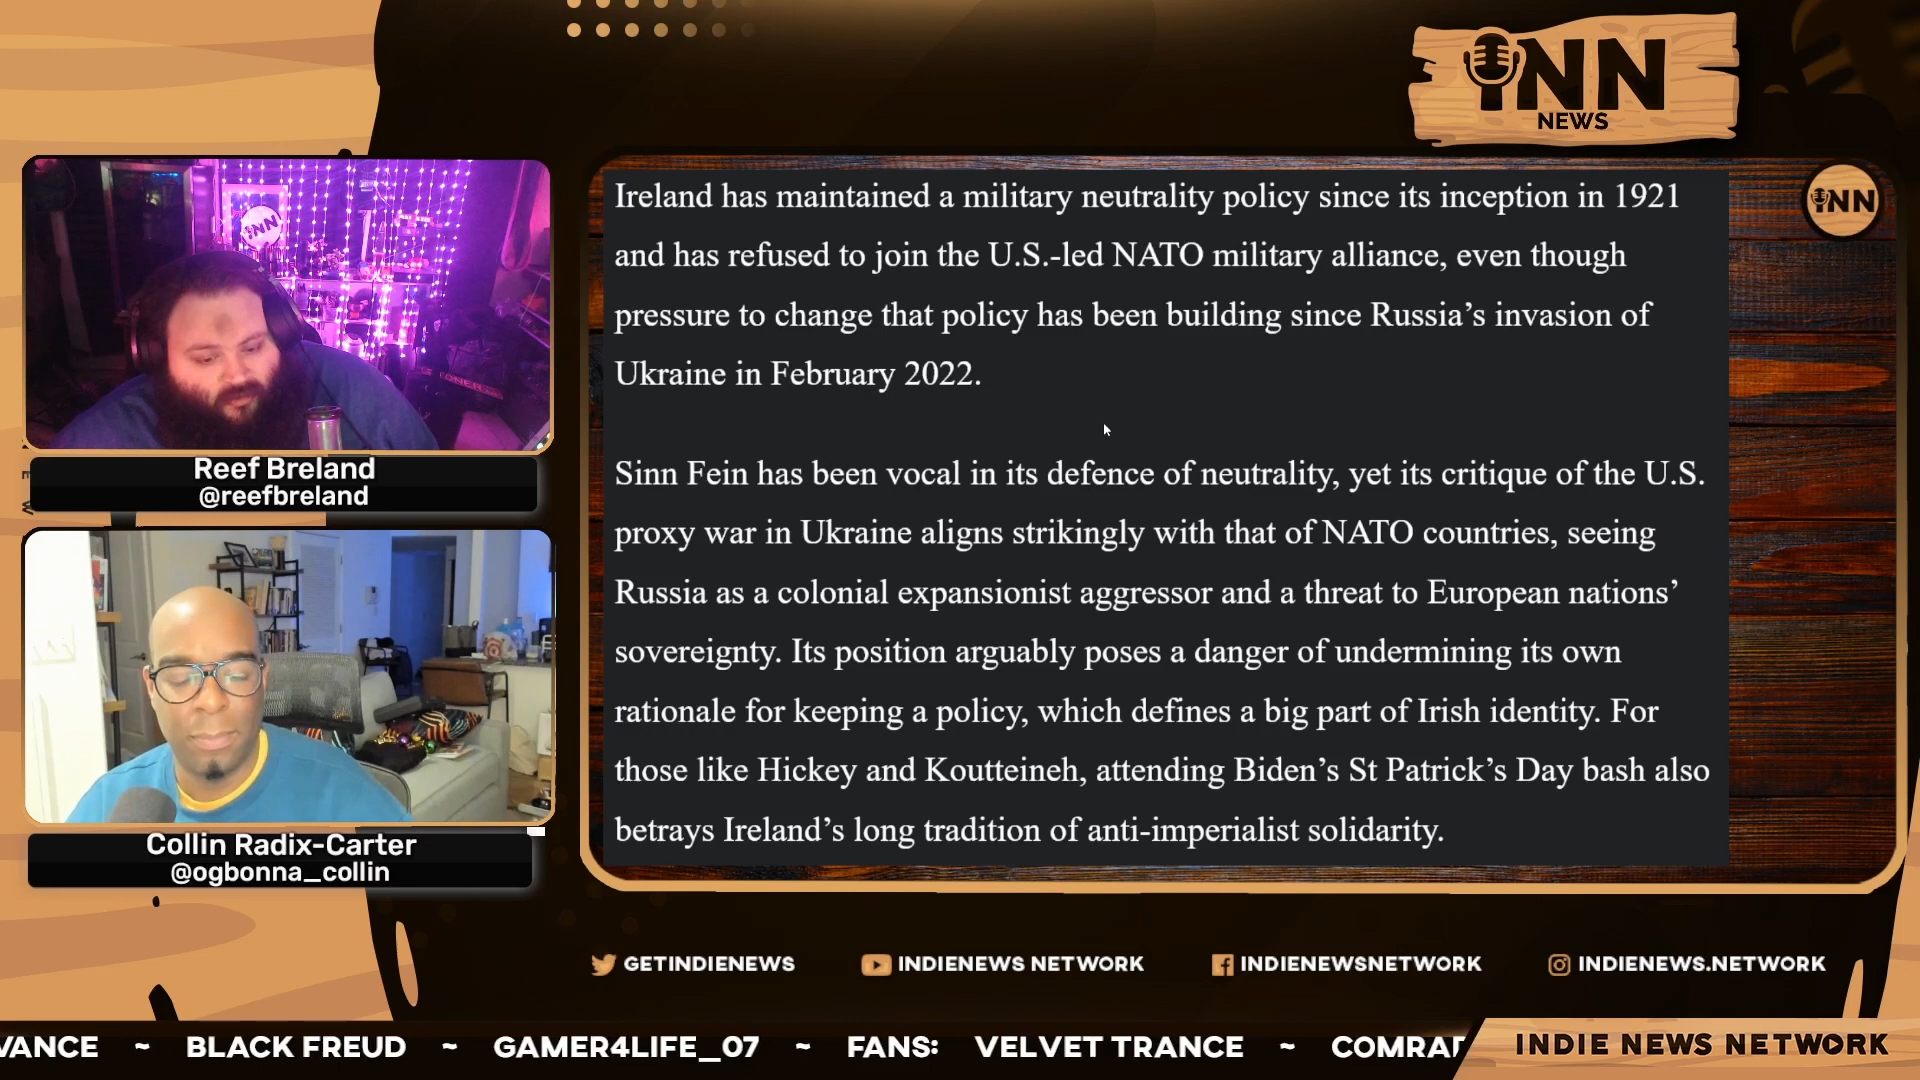 iNN
NEWS
iNN
Ireland has maintained a military neutrality policy since its inception in 1921
and has refused to join the U.S.-led NATO military alliance, even though
pressure to change that policy has been building since Russia’s invasion of
Ukraine in February 2022.
Sinn Fein has been vocal in its defence of neutrality, yet its critique of the U.S.
proxy war in Ukraine aligns strikingly with that of NATO countries, seeing
Russia as a colonial expansionist aggressor and a threat to European nations’
sovereignty. Its position arguably poses a danger of undermining its own
rationale for keeping a policy, which defines a big part of Irish identity. For
those like Hickey and Koutteineh, attending Biden’s St Patrick’s Day bash also
betrays Ireland’s long tradition of anti-imperialist solidarity.
iNN
Reef Breland
@reefbreland
Collin Radix-Carter
@ogbonna_collin
GETINDIENEWS
INDIENEWS NETWORK
INDIENEWSNETWORK
INDIENEWS.NETWORK
VANCE ~ BLACK FREUD ~ GAMER4LIFE_07 ~ FANS: VELVET TRANCE ~ COMRA
INDIE NEWS NETWORK